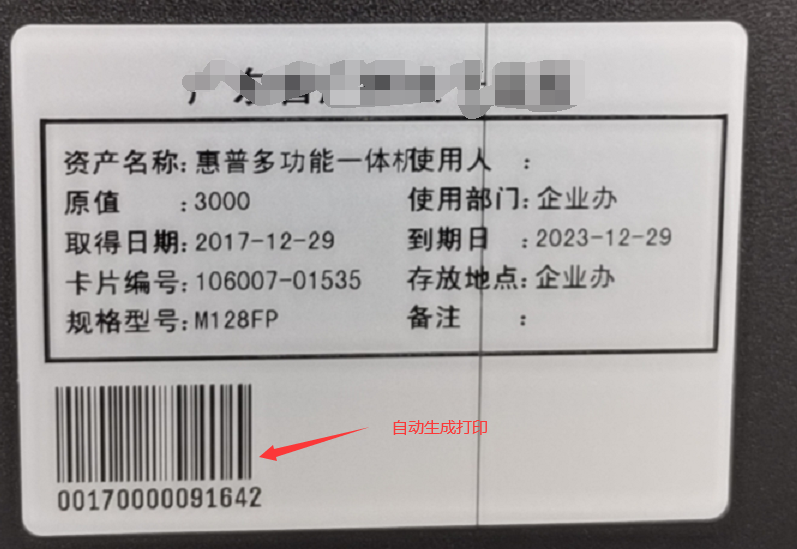 广东
资产名称：惠普多功能一体机使用人 ：
原值 ：3000 使用部门：企业办
取得日期：2017-12-29 到期日 ：2023-12-29
卡片编号：106007-01535 存放地点：企业办
规格型号：M128FP 备注 ：
自动生成打印
00170000091642